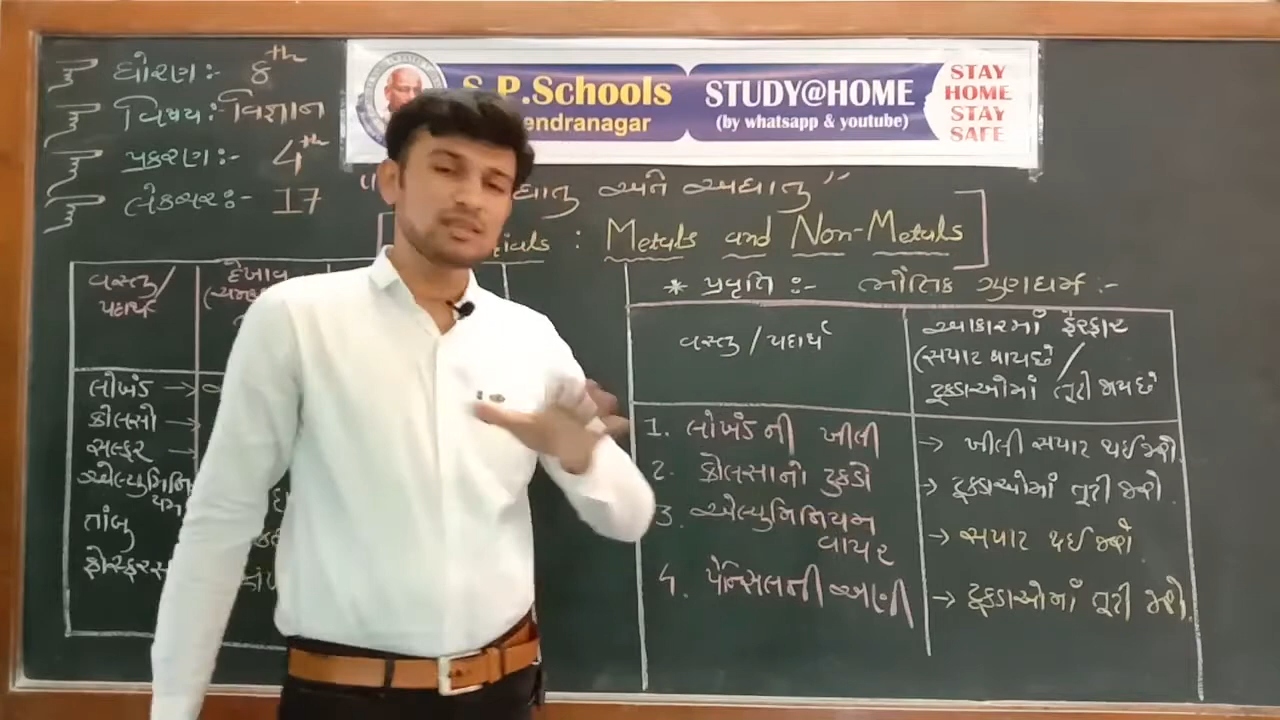 ધોરણ :- 8th
વિષય :- વિજ્ઞાન
પ્રકરણ :- 4th
લેક્ચર :- 17
S.P.Schools
endranagar
STUDY@HOME
(by whatsapp & youtube)
STAY
HOME
STAY
SAFE
ધાતુ અને અધાતુ"
ials : Metals and Non-Metals
વસ્તુ/
પદાર્થ
દેખાવ
લોખંડ →
કોલસો →
સલ્ફર →
એલ્યુમિનિ
યમ
તાંબુ
ફોસ્ફરસ
* પ્રવૃતિ :- ભૌતિક ગુણધર્મ :-
વસ્તુ/પદાર્થ
આકારમાં ફેરફાર
(સપાટ થાયછે/
ટૂકડાઓમાં તૂટી જાયછે
1. લોખંડની ખીલી
→ ખીલી સપાટ થઈ જશે.
2. કોલસાનો ટુકડો
→ ટૂકડાઓમાં તૂટી જશે.
3. એલ્યુમિનિયમ
વાયર
→ સપાટ થઈ જશે.
4. પેન્સિલની અણી
→ ટૂકડાઓમાં તૂટી જશે.